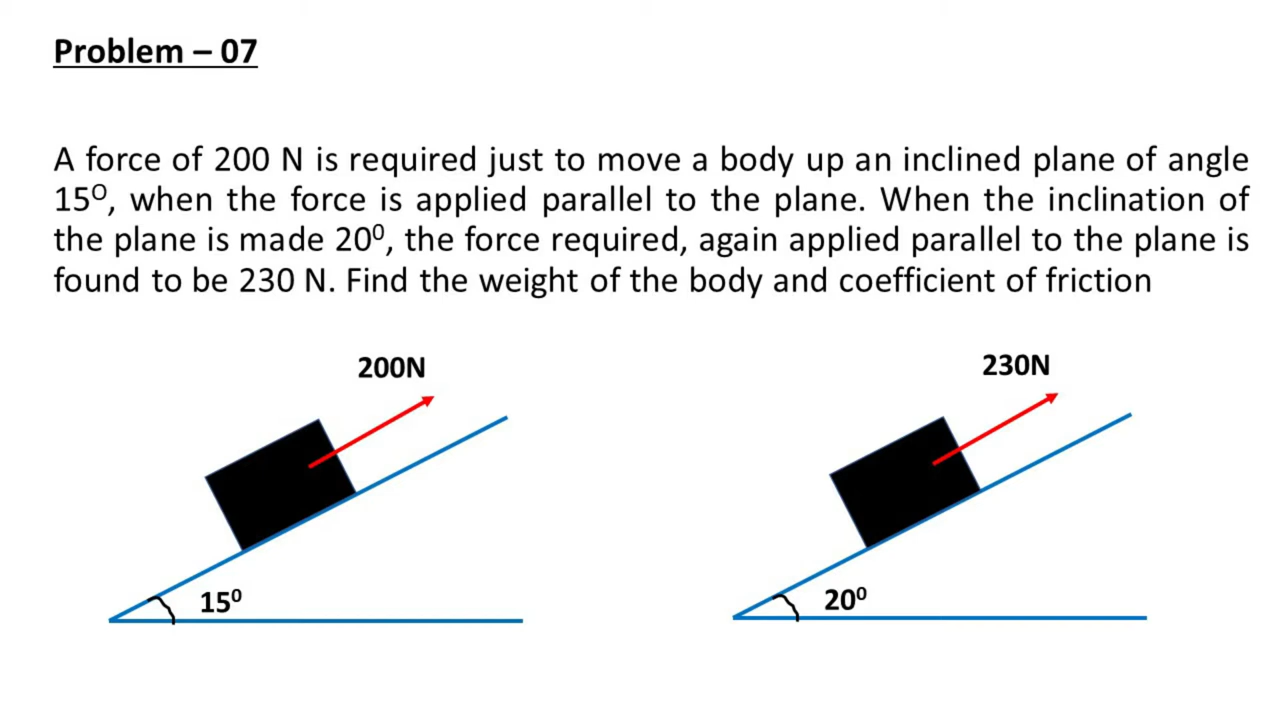 Problem – 07
A force of 200 N is required just to move a body up an inclined plane of angle
15ᴼ, when the force is applied parallel to the plane. When the inclination of
the plane is made 20⁰, the force required, again applied parallel to the plane is
found to be 230 N. Find the weight of the body and coefficient of friction
200N
230N
15⁰
20⁰